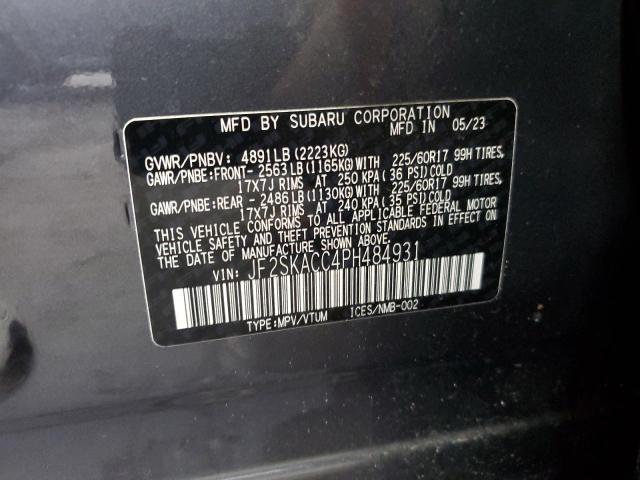 MFD BY SUBARU CORPORATION
MFD IN 05/23
GVWR/PNBV: 4891LB(2223KG)
GAWR/PNBE:FRONT- 2563LB(1165KG)WITH 225/60R17 99H TIRES,
17X7J RIMS AT 250 KPA( 36 PSI)COLD
GAWR/PNBE:REAR - 2486LB(1130KG)WITH 225/60R17 99H TIRES,
17X7J RIMS AT 240 KPA( 35 PSI)COLD
THIS VEHICLE CONFORMS TO ALL APPLICABLE FEDERAL MOTOR
VEHICLE SAFETY AND THEFT PREVENTION STANDARDS IN EFFECT
ON THE DATE OF MANUFACTURE SHOWN ABOVE.
VIN: JF2SKACC4PH484931
TYPE:MPV/VTUM ICES/NMB-002